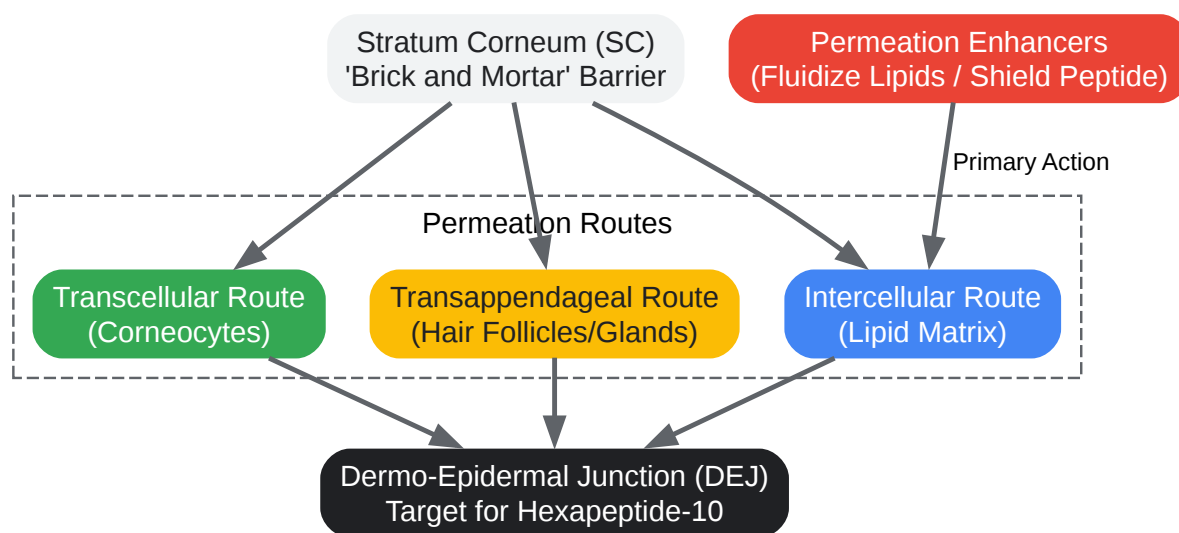 Stratum Corneum (SC)
'Brick and Mortar' Barrier
Permeation Enhancers
(Fluidize Lipids / Shield Peptide)
Primary Action
Permeation Routes
Transcellular Route
(Corneocytes)
Transappendageal Route
(Hair Follicles/Glands)
Intercellular Route
(Lipid Matrix)
Dermo-Epidermal Junction (DEJ)
Target for Hexapeptide-10